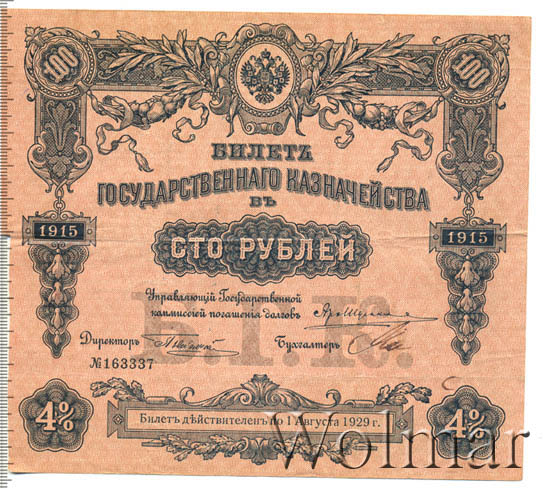 100 100
БИЛЕТЪ
ГОСУДАРСТВЕННАГО КАЗНАЧЕЙСТВА
ВЪ
1915 1915
СТО РУБЛЕЙ
Управляющій Государственной
коммиссіей погашенія долговъ
Директоръ Бухгалтеръ
№163337
4% 4%
Билетъ дѣйствителенъ по 1 Августа 1929 г.
Wolmar